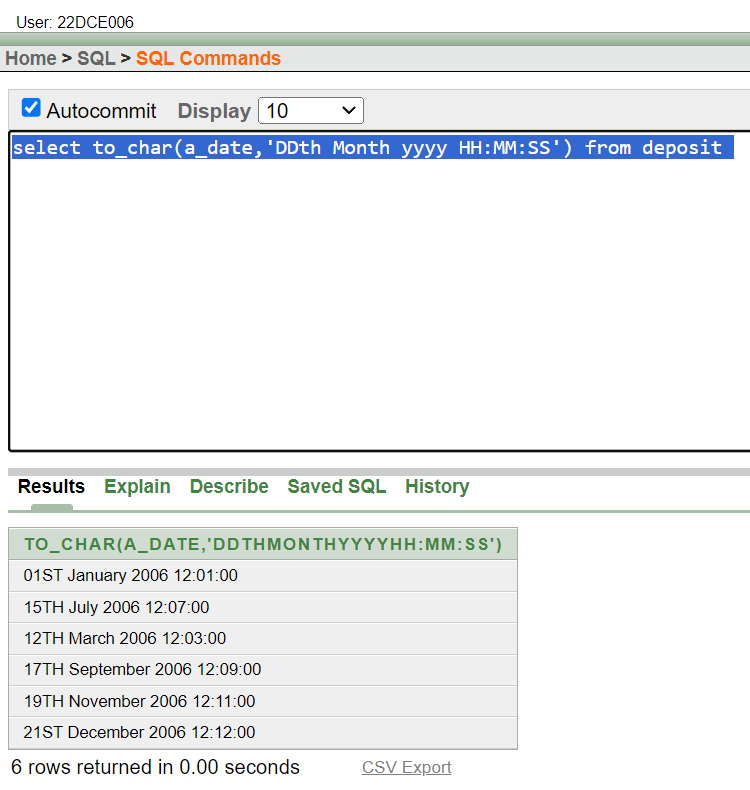 User: 22DCE006
Home > SQL > SQL Commands
Autocommit Display 10
select to_char(a_date,'DDth Month yyyy HH:MM:SS') from deposit
Results Explain Describe Saved SQL History
TO_CHAR(A_DATE,'DDTHMONTHYYYYHH:MM:SS')
01ST January 2006 12:01:00
15TH July 2006 12:07:00
12TH March 2006 12:03:00
17TH September 2006 12:09:00
19TH November 2006 12:11:00
21ST December 2006 12:12:00
6 rows returned in 0.00 seconds CSV Export